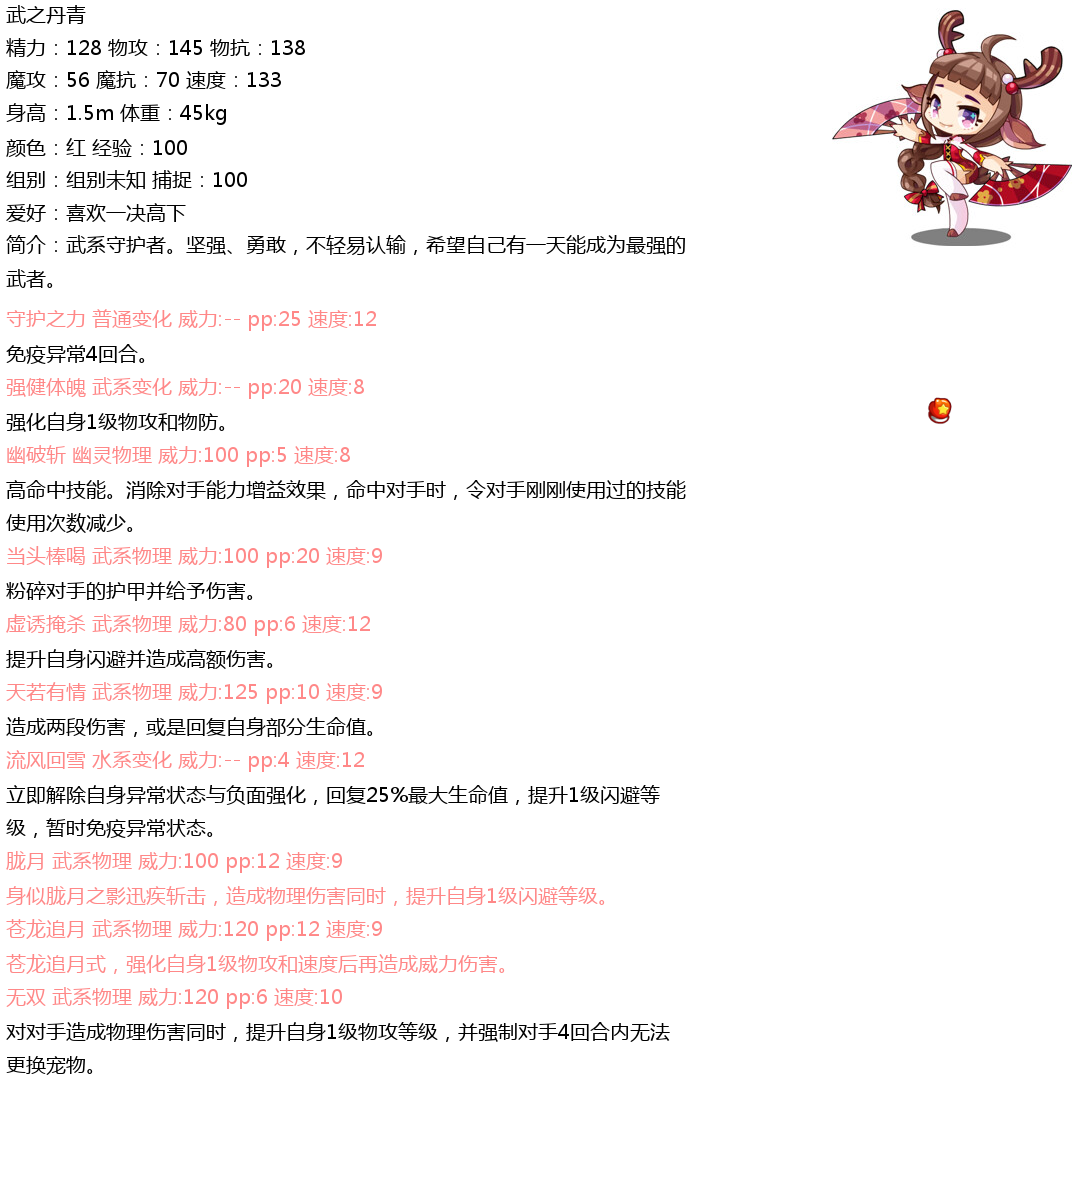 武之丹青
精力：128 物攻：145 物抗：138
魔攻：56 魔抗：70 速度：133
身高：1.5m 体重：45kg
颜色：红 经验：100
组别：组别未知 捕捉：100
爱好：喜欢一决高下
简介：武系守护者。坚强、勇敢，不轻易认输，希望自己有一天能成为最强的
武者。
守护之力 普通变化 威力:-- pp:25 速度:12
免疫异常4回合。
强健体魄 武系变化 威力:-- pp:20 速度:8
强化自身1级物攻和物防。
幽破斩 幽灵物理 威力:100 pp:5 速度:8
高命中技能。消除对手能力增益效果，命中对手时，令对手刚刚使用过的技能
使用次数减少。
当头棒喝 武系物理 威力:100 pp:20 速度:9
粉碎对手的护甲并给予伤害。
虚诱掩杀 武系物理 威力:80 pp:6 速度:12
提升自身闪避并造成高额伤害。
天若有情 武系物理 威力:125 pp:10 速度:9
造成两段伤害，或是回复自身部分生命值。
流风回雪 水系变化 威力:-- pp:4 速度:12
立即解除自身异常状态与负面强化，回复25%最大生命值，提升1级闪避等
级，暂时免疫异常状态。
胧月 武系物理 威力:100 pp:12 速度:9
身似胧月之影迅疾斩击，造成物理伤害同时，提升自身1级闪避等级。
苍龙追月 武系物理 威力:120 pp:12 速度:9
苍龙追月式，强化自身1级物攻和速度后再造成威力伤害。
无双 武系物理 威力:120 pp:6 速度:10
对对手造成物理伤害同时，提升自身1级物攻等级，并强制对手4回合内无法
更换宠物。